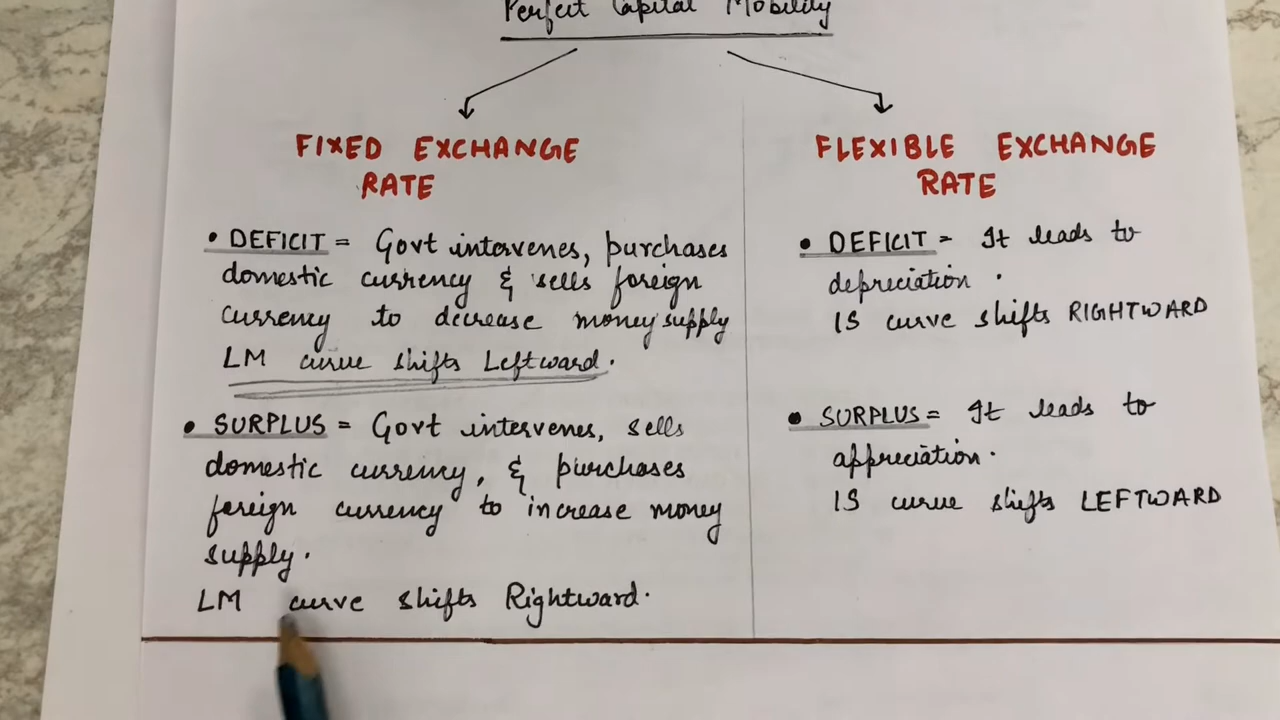 Perfect Capital Mobility
FIXED EXCHANGE
RATE
• DEFICIT = Govt intervenes, purchases
domestic currency & sells foreign
currency to decrease money supply
LM curve shifts Leftward.
• SURPLUS = Govt intervenes, sells
domestic currency, & purchases
foreign currency to increase money
supply.
LM curve shifts Rightward.
FLEXIBLE EXCHANGE
RATE
• DEFICIT = It leads to
depreciation.
IS curve shifts RIGHTWARD
• SURPLUS = It leads to
appreciation.
IS curve shifts LEFTWARD